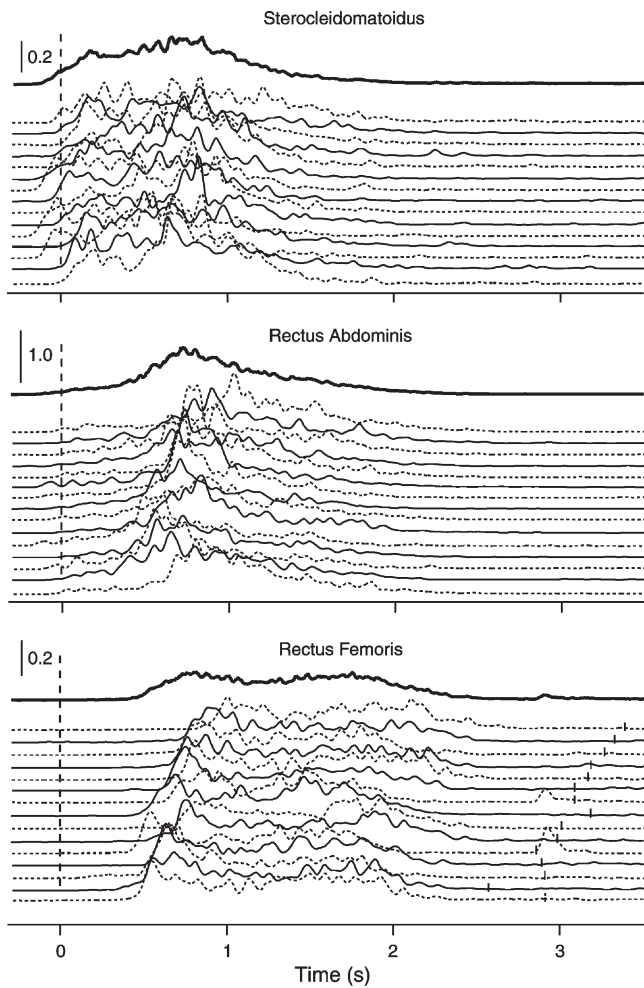 Sterocleidomatoidus
0.2
Rectus Abdominis
1.0
Rectus Femoris
0.2
0 1 2 3
Time (s)